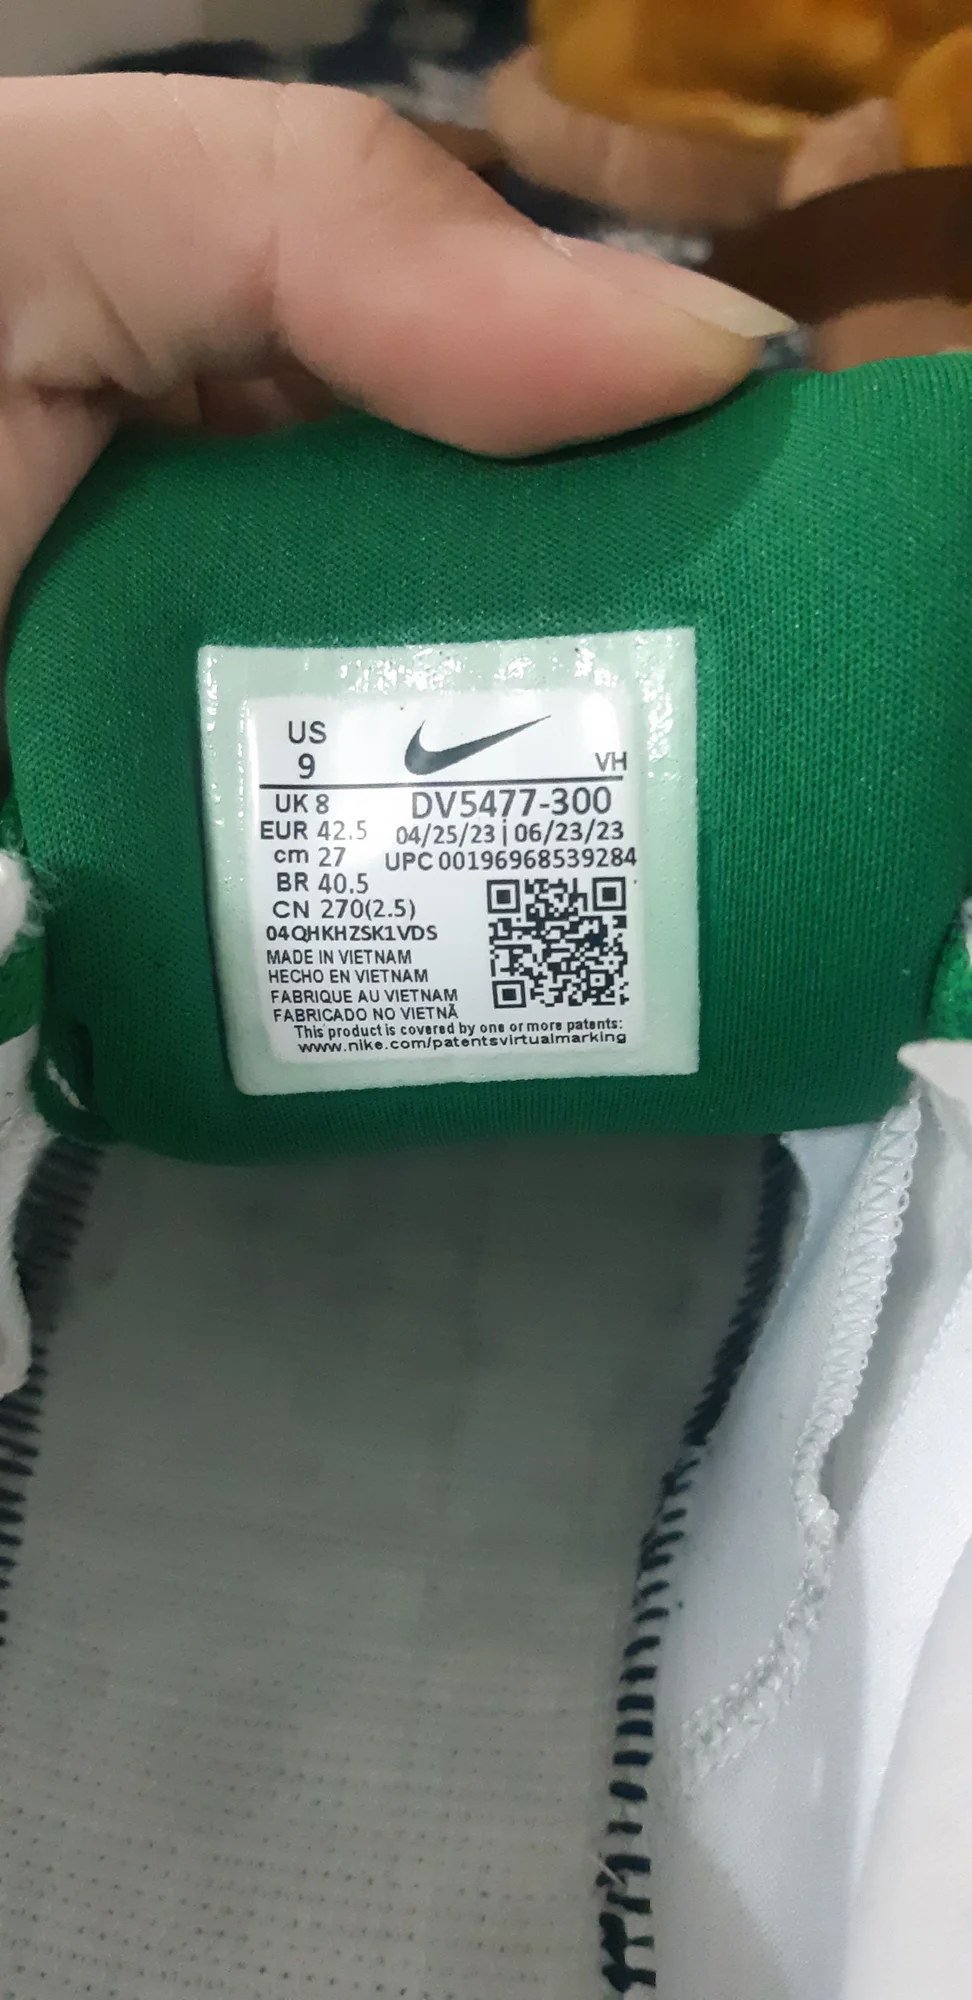 US
9
VH
UK 8
DV5477-300
EUR 42.5
04/25/23 | 06/23/23
cm 27
UPC 00196968539284
BR 40.5
CN 270(2.5)
04QHKHZSK1VDS
MADE IN VIETNAM
HECHO EN VIETNAM
FABRIQUE AU VIETNAM
FABRICADO NO VIETNÃ
This product is covered by one or more patents:
www.nike.com/patentsvirtualmarking